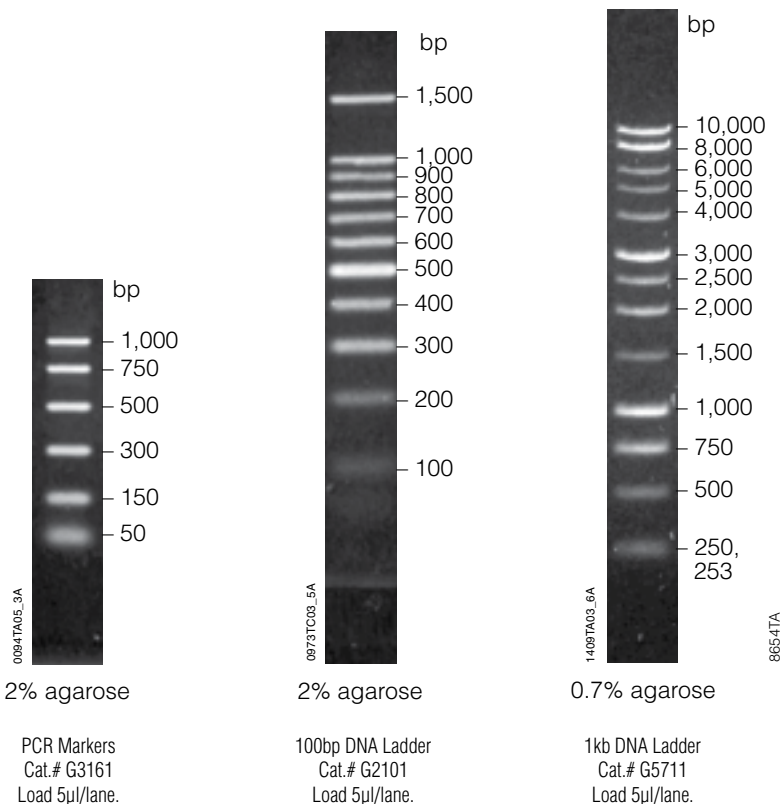 bp
1,000
750
500
300
150
50
0094TA05_3A
2% agarose
PCR Markers
Cat.# G3161
Load 5µl/lane.
bp
1,500
1,000
900
800
700
600
500
400
300
200
100
0973TC03_5A
2% agarose
100bp DNA Ladder
Cat.# G2101
Load 5µl/lane.
bp
10,000
8,000
6,000
5,000
4,000
3,000
2,500
2,000
1,500
1,000
750
500
250,
253
1409TA03_6A
0.7% agarose
1kb DNA Ladder
Cat.# G5711
Load 5µl/lane.
8654TA